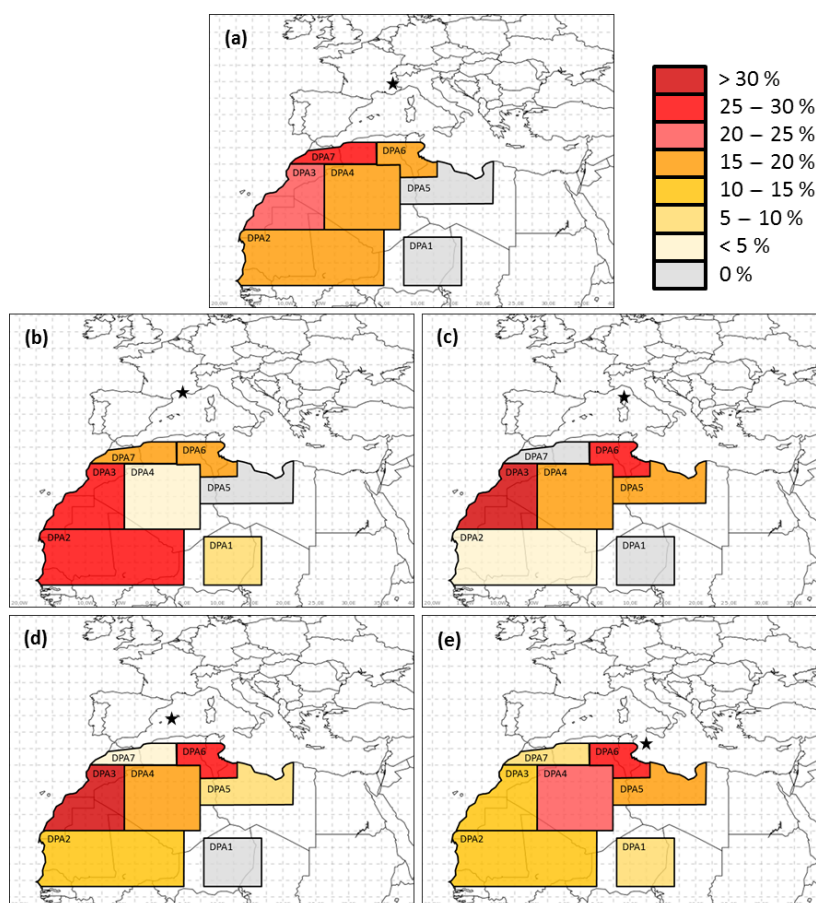 (a)
> 30 %
25 – 30 %
20 – 25 %
15 – 20 %
10 – 15 %
5 – 10 %
< 5 %
0 %
DPA7
DPA6
DPA3
DPA4
DPA5
DPA2
DPA1
(b)
DPA7
DPA6
DPA3
DPA4
DPA5
DPA2
DPA1
(c)
DPA7
DPA6
DPA3
DPA4
DPA5
DPA2
DPA1
(d)
DPA7
DPA6
DPA3
DPA4
DPA5
DPA2
DPA1
(e)
DPA7
DPA6
DPA3
DPA4
DPA5
DPA2
DPA1